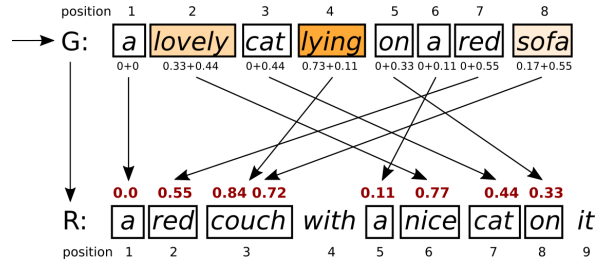 position 1 2 3 4 5 6 7 8
G: a lovely cat lying on a red sofa
0+0 0.33+0.44 0+0.44 0.73+0.11 0+0.33 0+0.11 0+0.55 0.17+0.55
0.0 0.55 0.84 0.72 0.11 0.77 0.44 0.33
R: a red couch with a nice cat on it
position 1 2 3 4 5 6 7 8 9